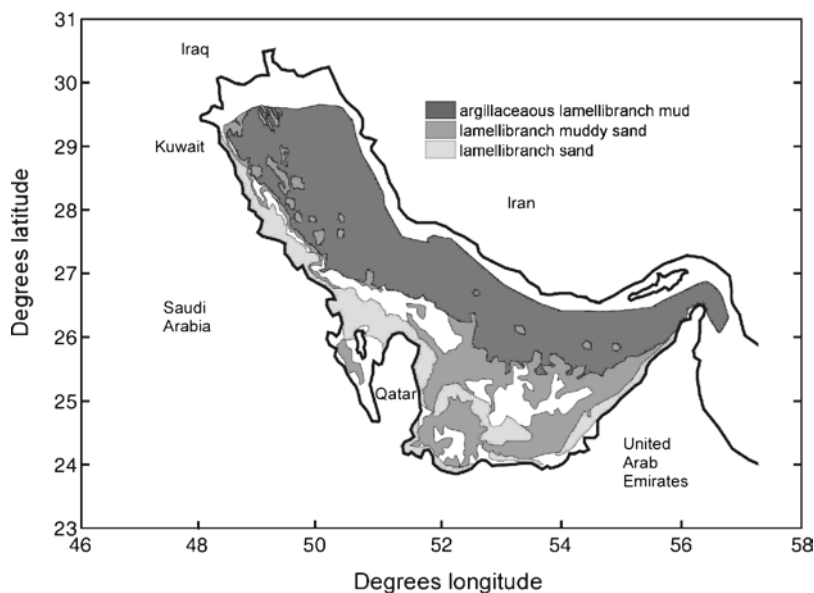 31
30
29
28
27
26
25
24
23
46
48
50
52
54
56
58
Degrees latitude
Degrees longitude
Iraq
Kuwait
Iran
Saudi
Arabia
Qatar
United
Arab
Emirates
argillaceaous lamellibranch mud
lamellibranch muddy sand
lamellibranch sand